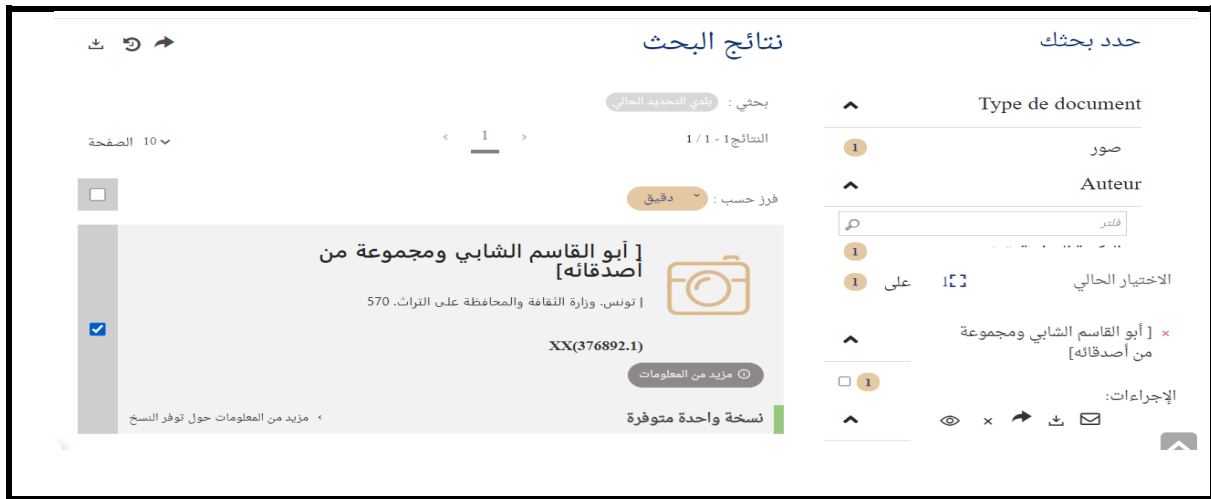 حدد بحثك
Type de document
صور
1
Auteur
فلتر
1
الاختيار الحالي
1
على
1
× [ أبو القاسم الشابي ومجموعة
من أصدقائه]
1
الإجراءات:
نتائج البحث
بحثي : بلدي التحديد الحالي
النتائج1 - 1 / 1
‹ 1 ›
10 الصفحة
فرز حسب : دقيق
[ أبو القاسم الشابي ومجموعة من
أصدقائه]
| تونس. وزارة الثقافة والمحافظة على التراث. 570
XX(376892.1)
مزيد من المعلومات
نسخة واحدة متوفرة
› مزيد من المعلومات حول توفر النسخ